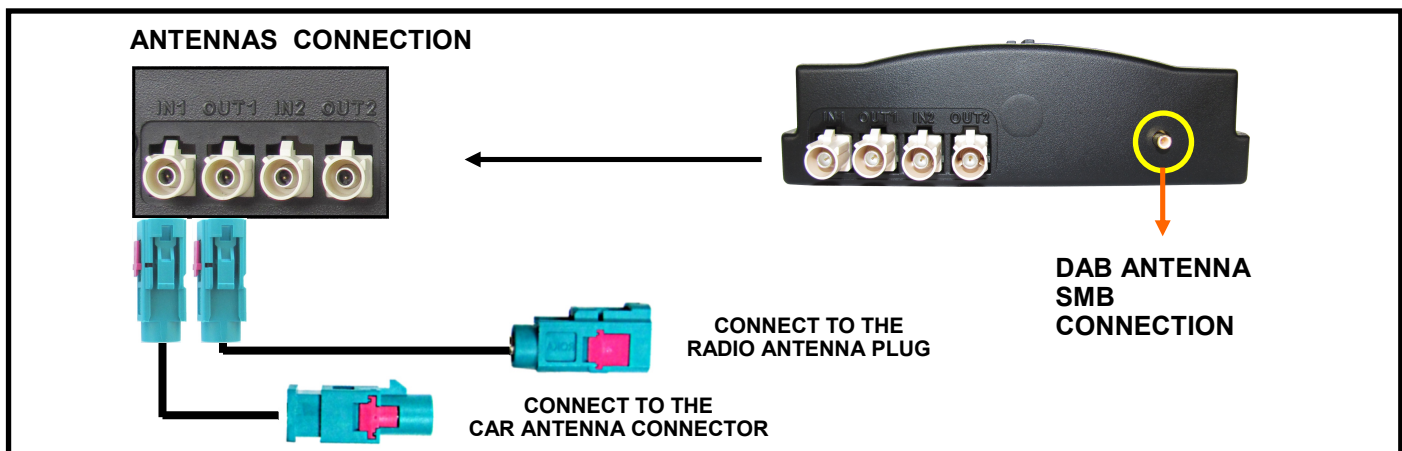 ANTENNAS CONNECTION
IN1 OUT1 IN2 OUT2
IN1 OUT1 IN2 OUT2
DAB ANTENNA
SMB
CONNECTION
CONNECT TO THE
RADIO ANTENNA PLUG
CONNECT TO THE
CAR ANTENNA CONNECTOR